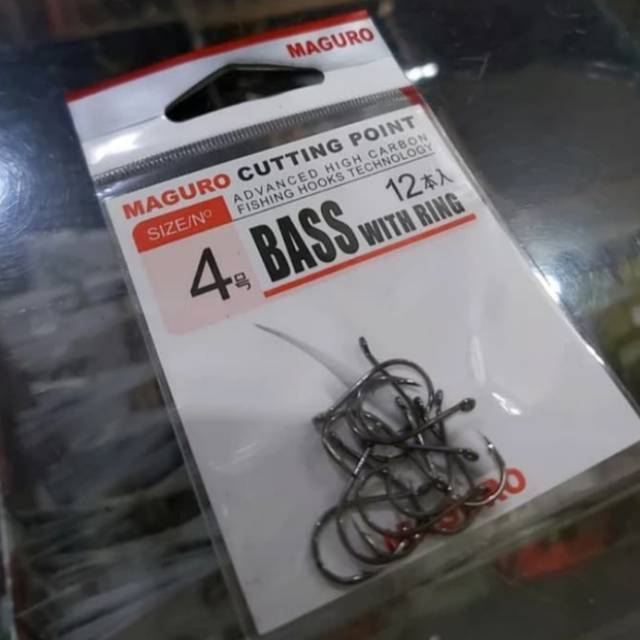 MAGURO
MAGURO CUTTING POINT
ADVANCED HIGH CARBON
FISHING HOOKS TECHNOLOGY
SIZE/Nº
4号
BASS WITH RING
12本入